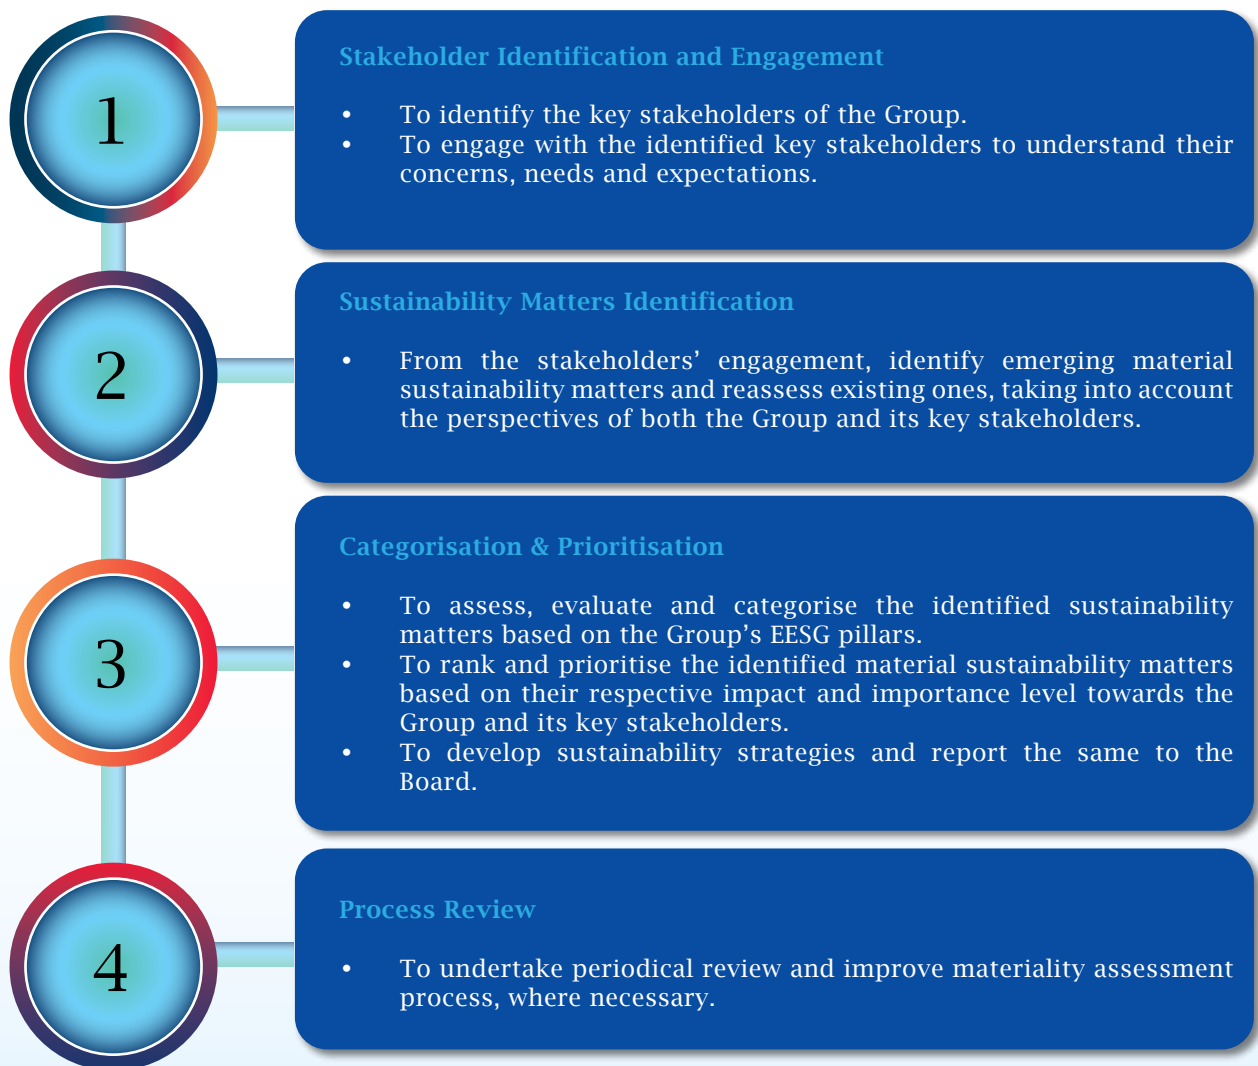 1
Stakeholder Identification and Engagement
• To identify the key stakeholders of the Group.
• To engage with the identified key stakeholders to understand their
concerns, needs and expectations.
2
Sustainability Matters Identification
• From the stakeholders’ engagement, identify emerging material
sustainability matters and reassess existing ones, taking into account
the perspectives of both the Group and its key stakeholders.
3
Categorisation & Prioritisation
• To assess, evaluate and categorise the identified sustainability
matters based on the Group’s EESG pillars.
• To rank and prioritise the identified material sustainability matters
based on their respective impact and importance level towards the
Group and its key stakeholders.
• To develop sustainability strategies and report the same to the
Board.
4
Process Review
• To undertake periodical review and improve materiality assessment
process, where necessary.